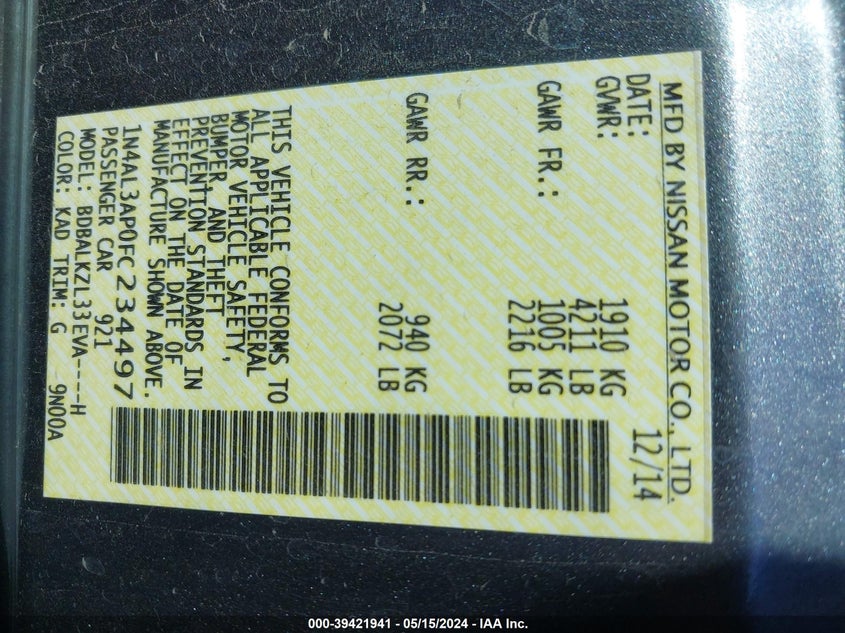 MFD BY NISSAN MOTOR CO., LTD.
DATE: 12/14
GVWR: 1910 KG
4211 LB
GAWR FR.: 1005 KG
2216 LB
GAWR RR.: 940 KG
2072 LB
THIS VEHICLE CONFORMS TO
ALL APPLICABLE FEDERAL
MOTOR VEHICLE SAFETY,
BUMPER, AND THEFT
PREVENTION STANDARDS IN
EFFECT ON THE DATE OF
MANUFACTURE SHOWN ABOVE.
1N4AL3AP0FC234497
PASSENGER CAR 921
MODEL: BDBALKZL33EVA----H
COLOR: KAD TRIM: G 9N00A
000-39421941 - 05/15/2024 - IAA Inc.